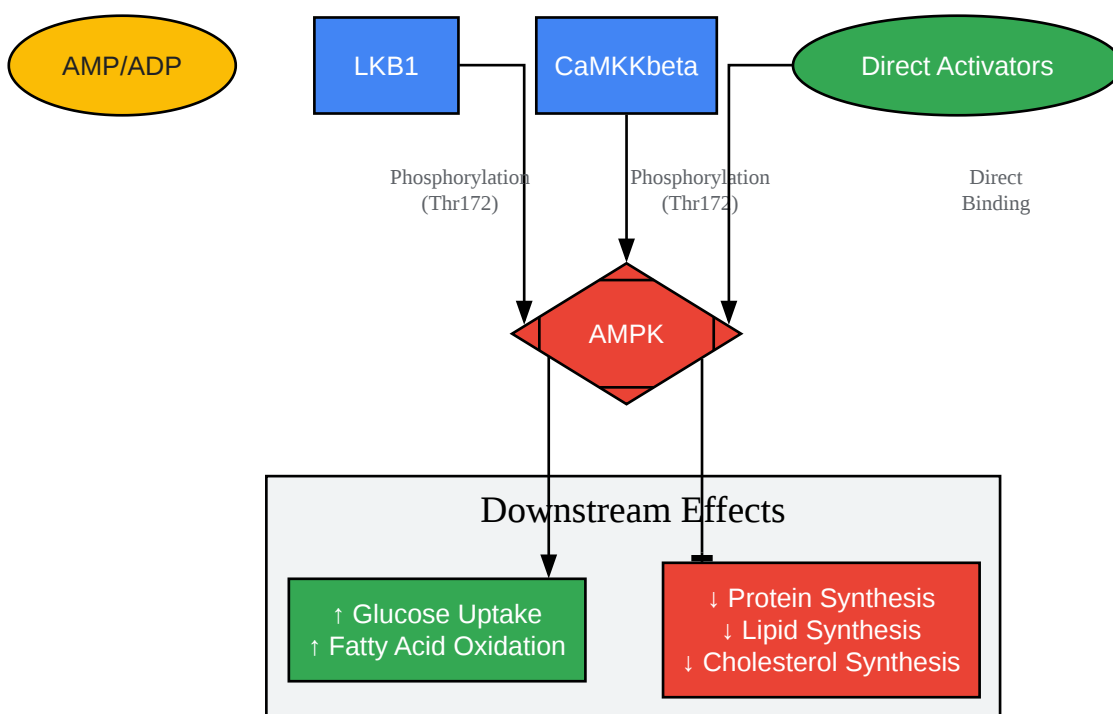 AMP/ADP
LKB1
CaMKKbeta
Direct Activators
Phosphorylation
(Thr172)
Phosphorylation
(Thr172)
Direct
Binding
AMPK
Downstream Effects
↑ Glucose Uptake
↑ Fatty Acid Oxidation
↓ Protein Synthesis
↓ Lipid Synthesis
↓ Cholesterol Synthesis